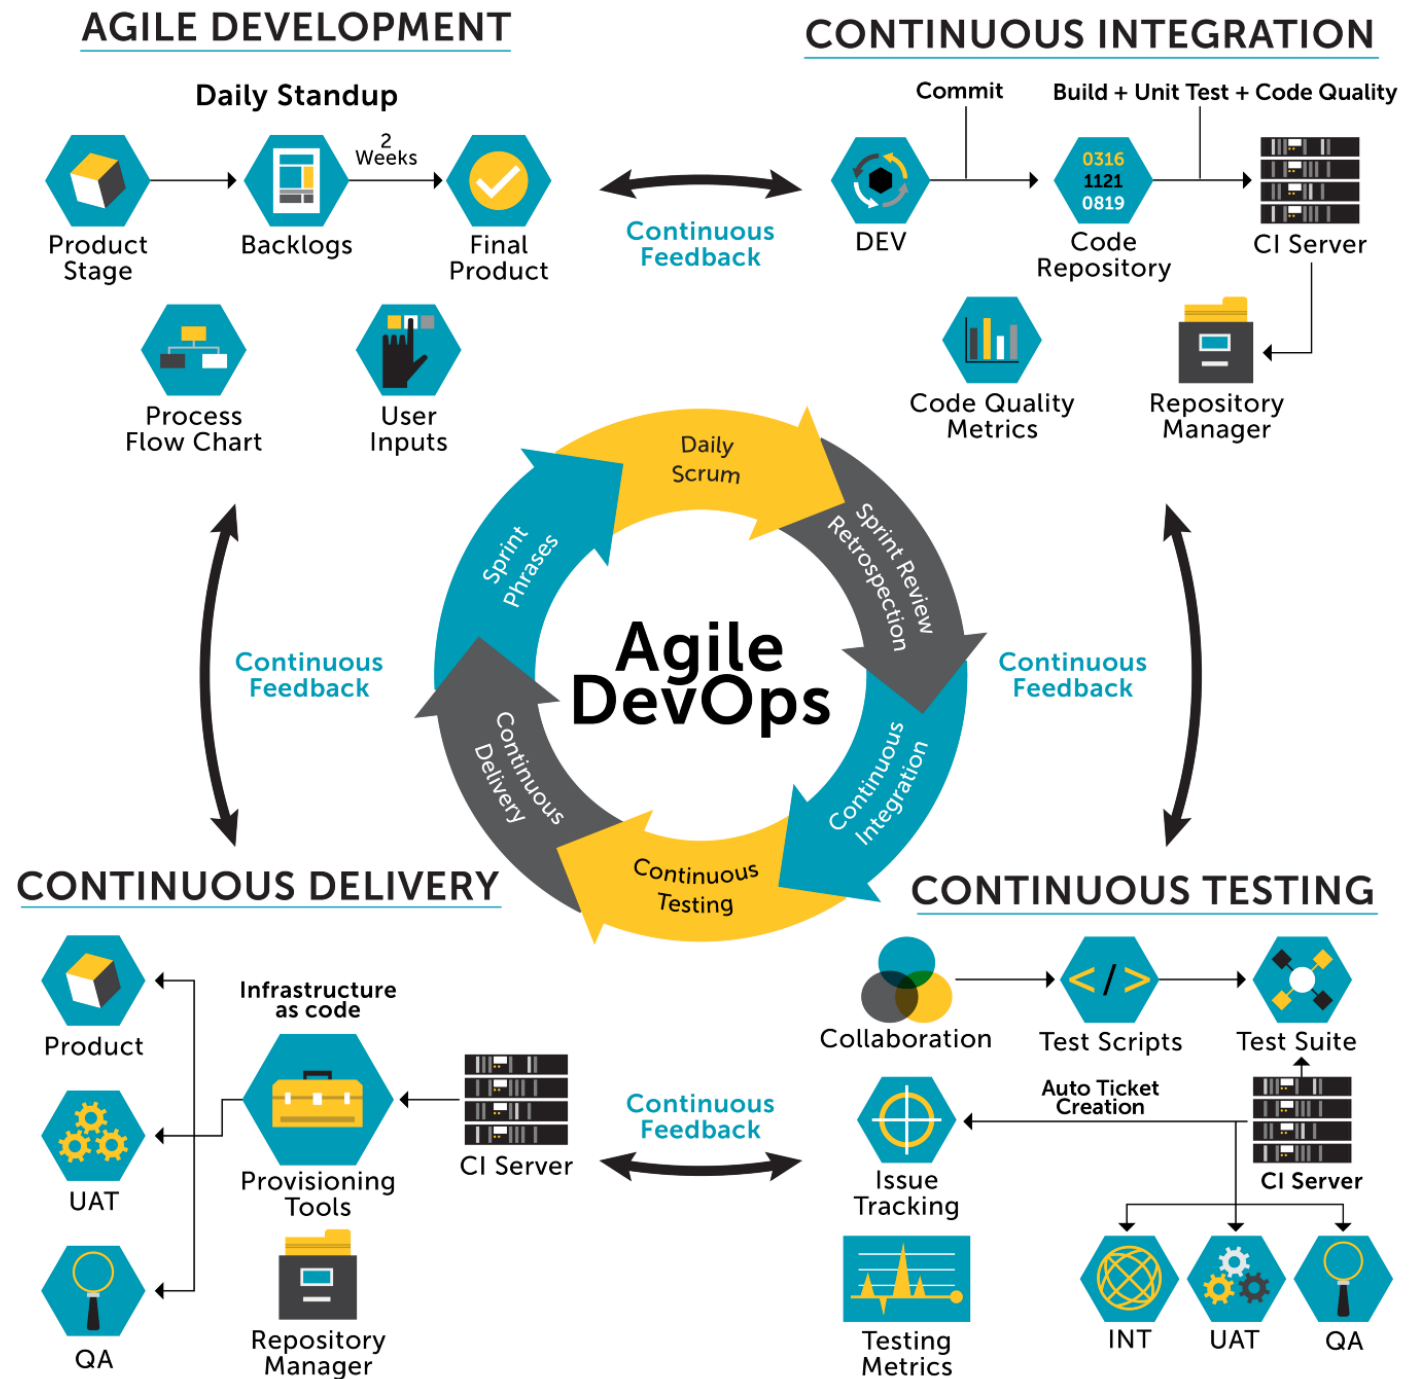 AGILE DEVELOPMENT
Daily Standup
2
Weeks
Product
Stage
Backlogs
Final
Product
Process
Flow Chart
User
Inputs
Continuous
Feedback
CONTINUOUS INTEGRATION
Commit
Build + Unit Test + Code Quality
0316
1121
0819
DEV
Code
Repository
CI Server
Code Quality
Metrics
Repository
Manager
Daily
Scrum
Sprint Review
Retrospection
Continuous
Integration
Continuous
Testing
Continuous
Delivery
Sprint
Phrases
Agile
DevOps
Continuous
Feedback
Continuous
Feedback
CONTINUOUS DELIVERY
Product
Infrastructure
as code
UAT
Provisioning
Tools
CI Server
QA
Repository
Manager
Continuous
Feedback
CONTINUOUS TESTING
Collaboration
</>
Test Scripts
Test Suite
Auto Ticket
Creation
Issue
Tracking
CI Server
Testing
Metrics
INT
UAT
QA